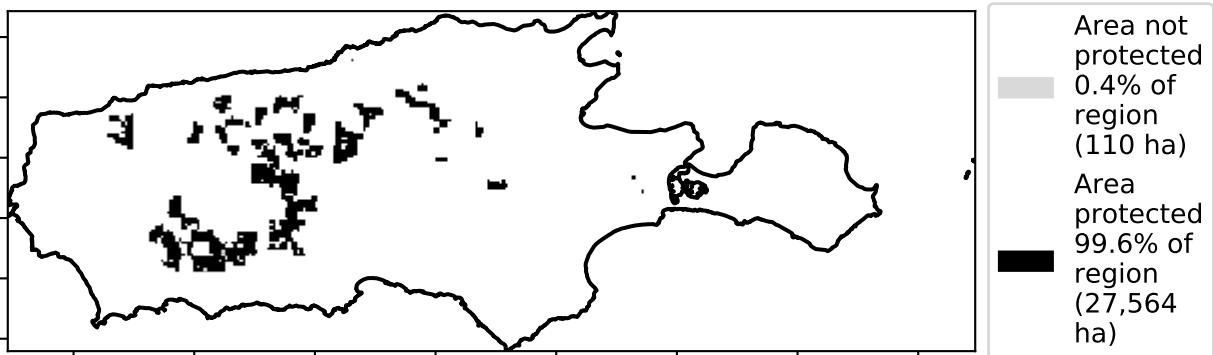 Area not
protected
0.4% of
region
(110 ha)
Area
protected
99.6% of
region
(27,564
ha)